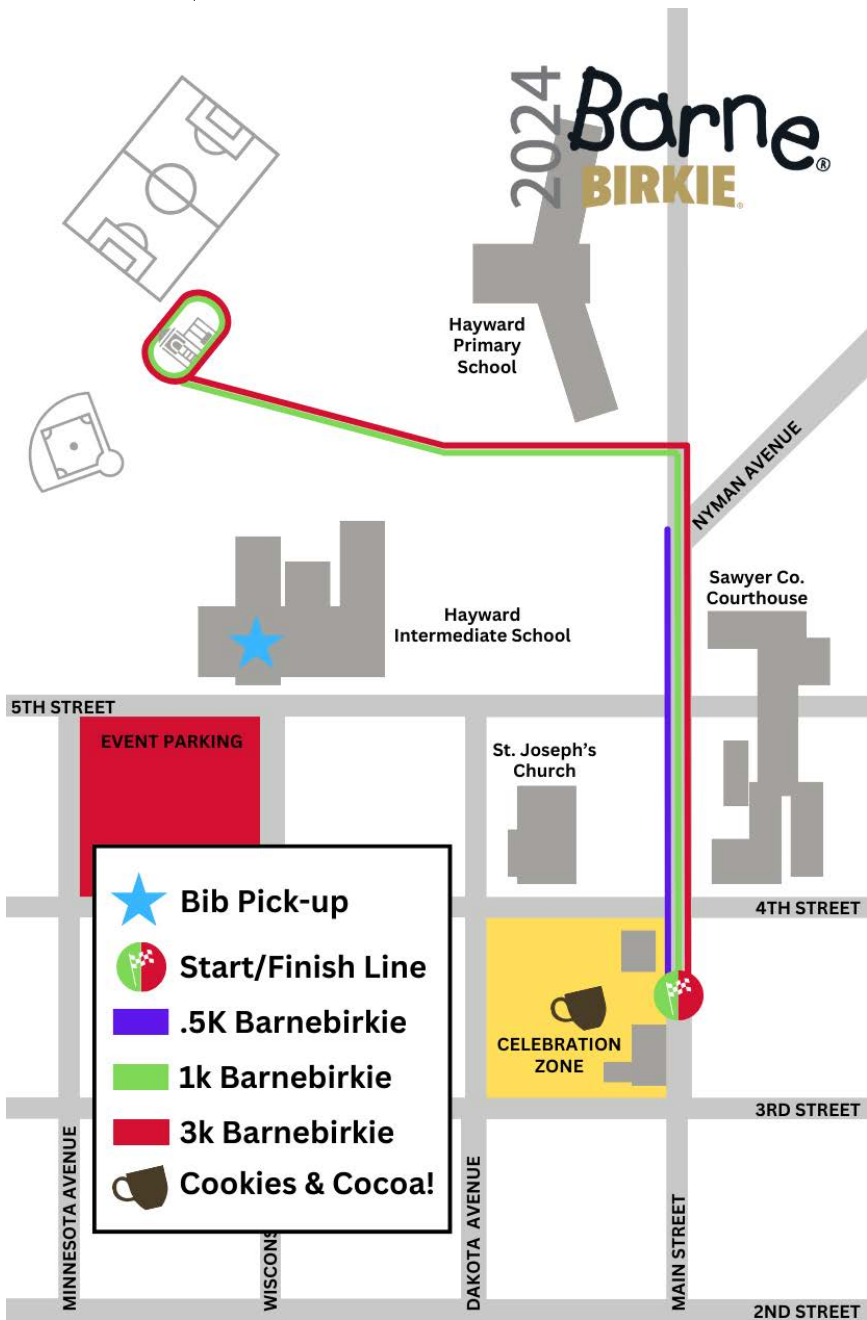 2024
Barne®
BIRKIE®
Hayward
Primary
School
NYMAN AVENUE
Sawyer Co.
Courthouse
Hayward
Intermediate School
5TH STREET
EVENT PARKING
St. Joseph's
Church
Bib Pick-up
4TH STREET
Start/Finish Line
.5K Barnebirkie
CELEBRATION
ZONE
1k Barnebirkie
3k Barnebirkie
3RD STREET
Cookies & Cocoa!
MINNESOTA AVENUE
WISCONS
DAKOTA AVENUE
MAIN STREET
2ND STREET